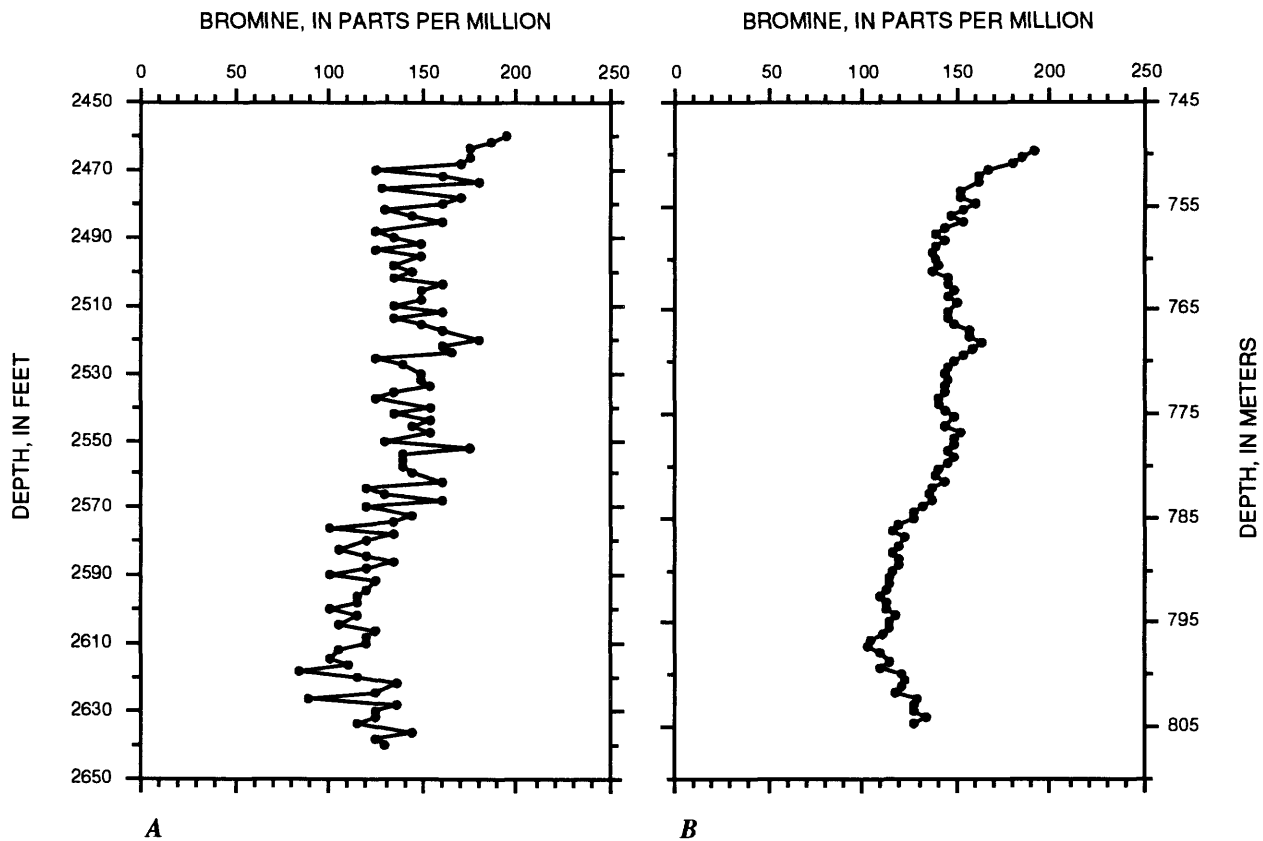 BROMINE, IN PARTS PER MILLION
0 50 100 150 200 250
2450
2470
2490
2510
2530
2550
2570
2590
2610
2630
2650
DEPTH, IN FEET
A
BROMINE, IN PARTS PER MILLION
0 50 100 150 200 250
745
755
765
775
785
795
805
DEPTH, IN METERS
B